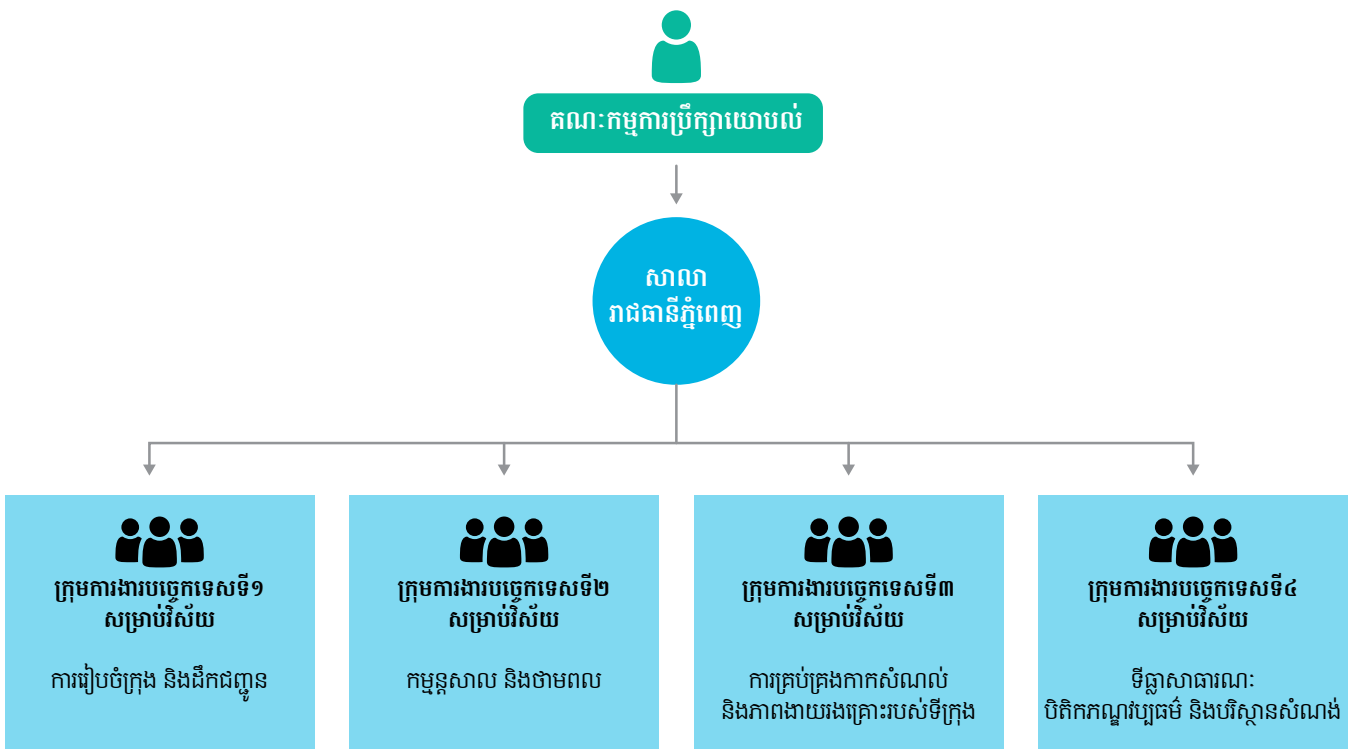 គណៈកម្មការប្រឹក្សាយោបល់
សាលា
រាជធានីភ្នំពេញ
ក្រុមការងារបច្ចេកទេសទី១
សម្រាប់វិស័យ
ការរៀបចំក្រុង និងដឹកជញ្ជូន
ក្រុមការងារបច្ចេកទេសទី២
សម្រាប់វិស័យ
កម្មន្តសាល និងថាមពល
ក្រុមការងារបច្ចេកទេសទី៣
សម្រាប់វិស័យ
ការគ្រប់គ្រងកាកសំណល់
និងភាពងាយរងគ្រោះរបស់ទីក្រុង
ក្រុមការងារបច្ចេកទេសទី៤
សម្រាប់វិស័យ
ទីធ្លាសាធារណៈ
បិតិកភណ្ឌវប្បធម៌ និងបរិស្ថានសំណង់